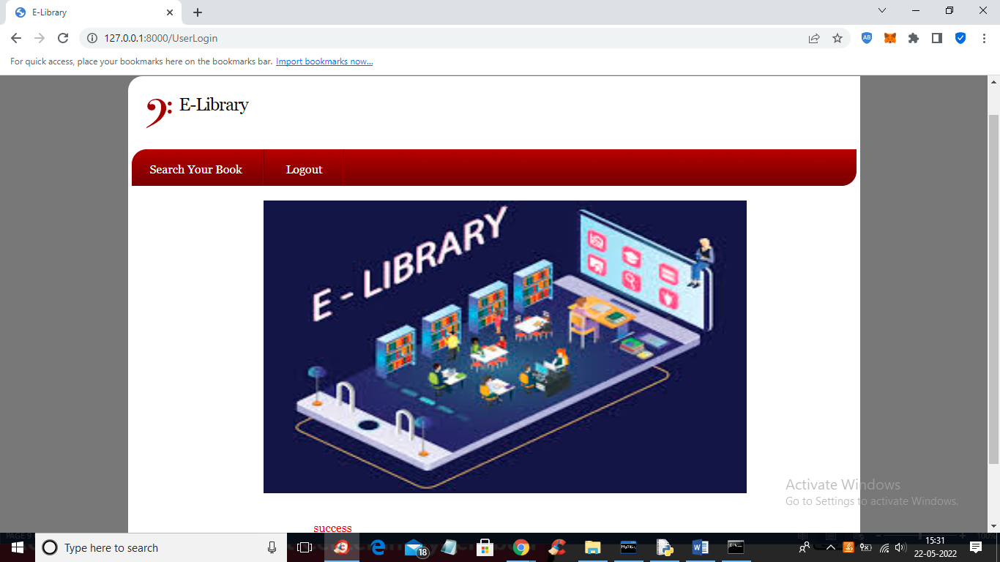 E-Library
127.0.0.1:8000/UserLogin
For quick access, place your bookmarks here on the bookmarks bar. Import bookmarks now...
E-Library
Search Your Book
Logout
E - LIBRARY
Activate Windows
Go to Settings to activate Windows.
success
Type here to search
18
15:31
22-05-2022